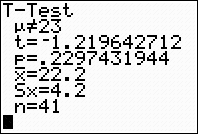 T-Test
μ≠23
t=-1.219642712
p=.2297431944
x̄=22.2
Sx=4.2
n=41